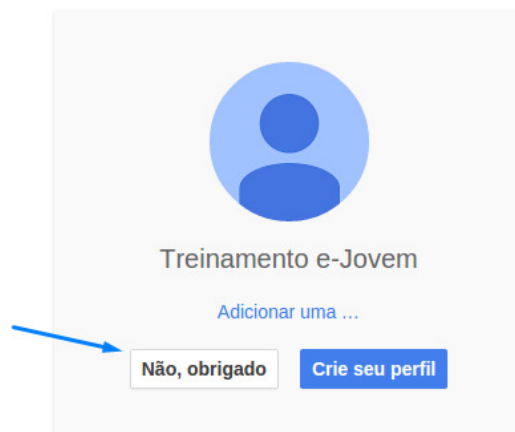 Treinamento e-Jovem
Adicionar uma ...
Não, obrigado Crie seu perfil